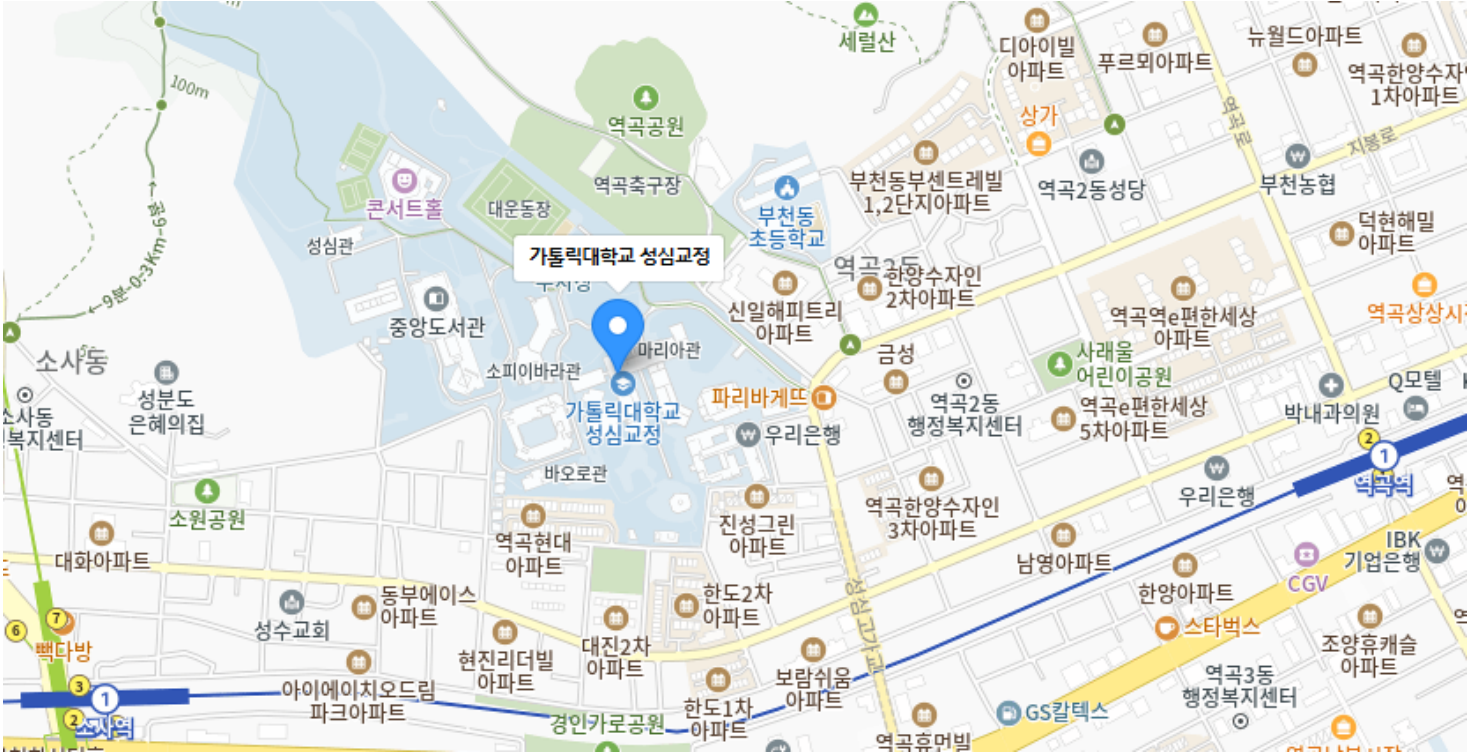 세럴산
디아이빌
아파트
푸르뫼아파트
뉴월드아파트
역곡한양수자인
1차아파트
100m
역곡공원
상가
역곡로
지봉로
콘서트홀
대운동장
역곡축구장
부천동
초등학교
부천동부센트레빌
1,2단지아파트
역곡2동성당
부천농협
덕현해밀
아파트
←9분-0.3Km-9분→
성심관
가톨릭대학교 성심교정
역곡2동
한양수자인
2차아파트
중앙도서관
신일해피트리
아파트
역곡역e편한세상
아파트
소사동
마리아관
금성
사래울
어린이공원
소피이바라관
성분도
은혜의집
가톨릭대학교
성심교정
파리바게뜨
역곡2동
행정복지센터
역곡e편한세상
5차아파트
Q모텔
박내과의원
소사동
복지센터
우리은행
바오로관
2
1
역곡역
우리은행
소원공원
역곡현대
아파트
진성그린
아파트
역곡한양수자인
3차아파트
대화아파트
남영아파트
CGV
IBK
기업은행
동부에이스
아파트
한도2차
아파트
성심고가교
한양아파트
7
6
빽다방
성수교회
스타벅스
현진리더빌
아파트
대진2차
아파트
조양휴캐슬
아파트
3
1
2
소사역
아이에이치오드림
파크아파트
보람쉬움
아파트
역곡3동
행정복지센터
경인가로공원
한도1차
아파트
GS칼텍스
역곡휴먼빌